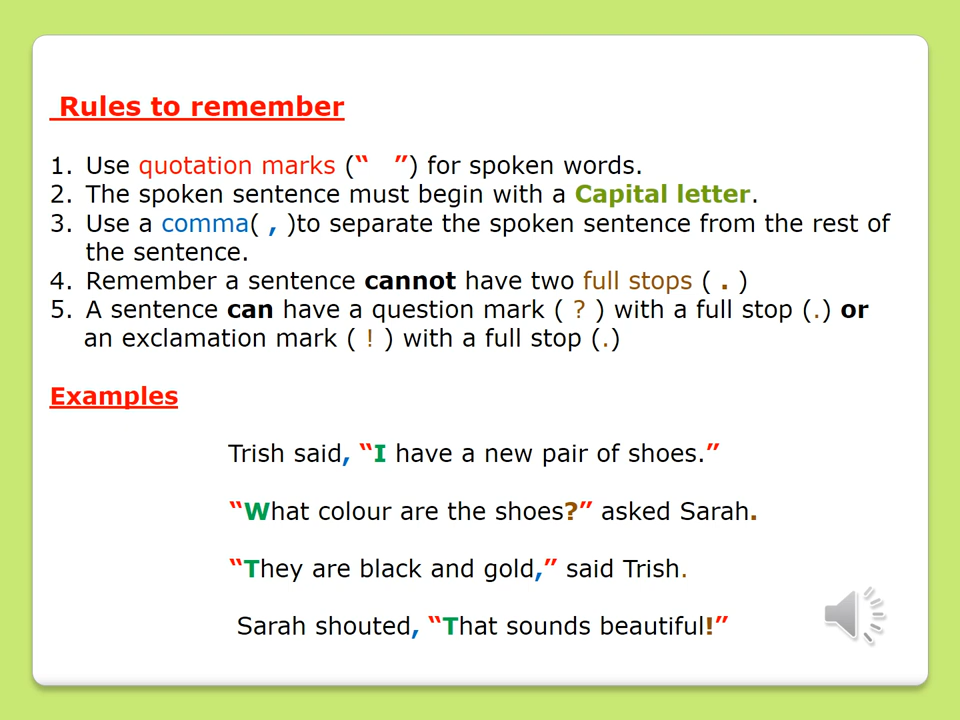 Rules to remember
1. Use quotation marks (“ ”) for spoken words.
2. The spoken sentence must begin with a Capital letter.
3. Use a comma( , )to separate the spoken sentence from the rest of
the sentence.
4. Remember a sentence cannot have two full stops ( . )
5. A sentence can have a question mark ( ? ) with a full stop (.) or
an exclamation mark ( ! ) with a full stop (.)
Examples
Trish said, “I have a new pair of shoes.”
“What colour are the shoes?” asked Sarah.
“They are black and gold,” said Trish.
Sarah shouted, “That sounds beautiful!”